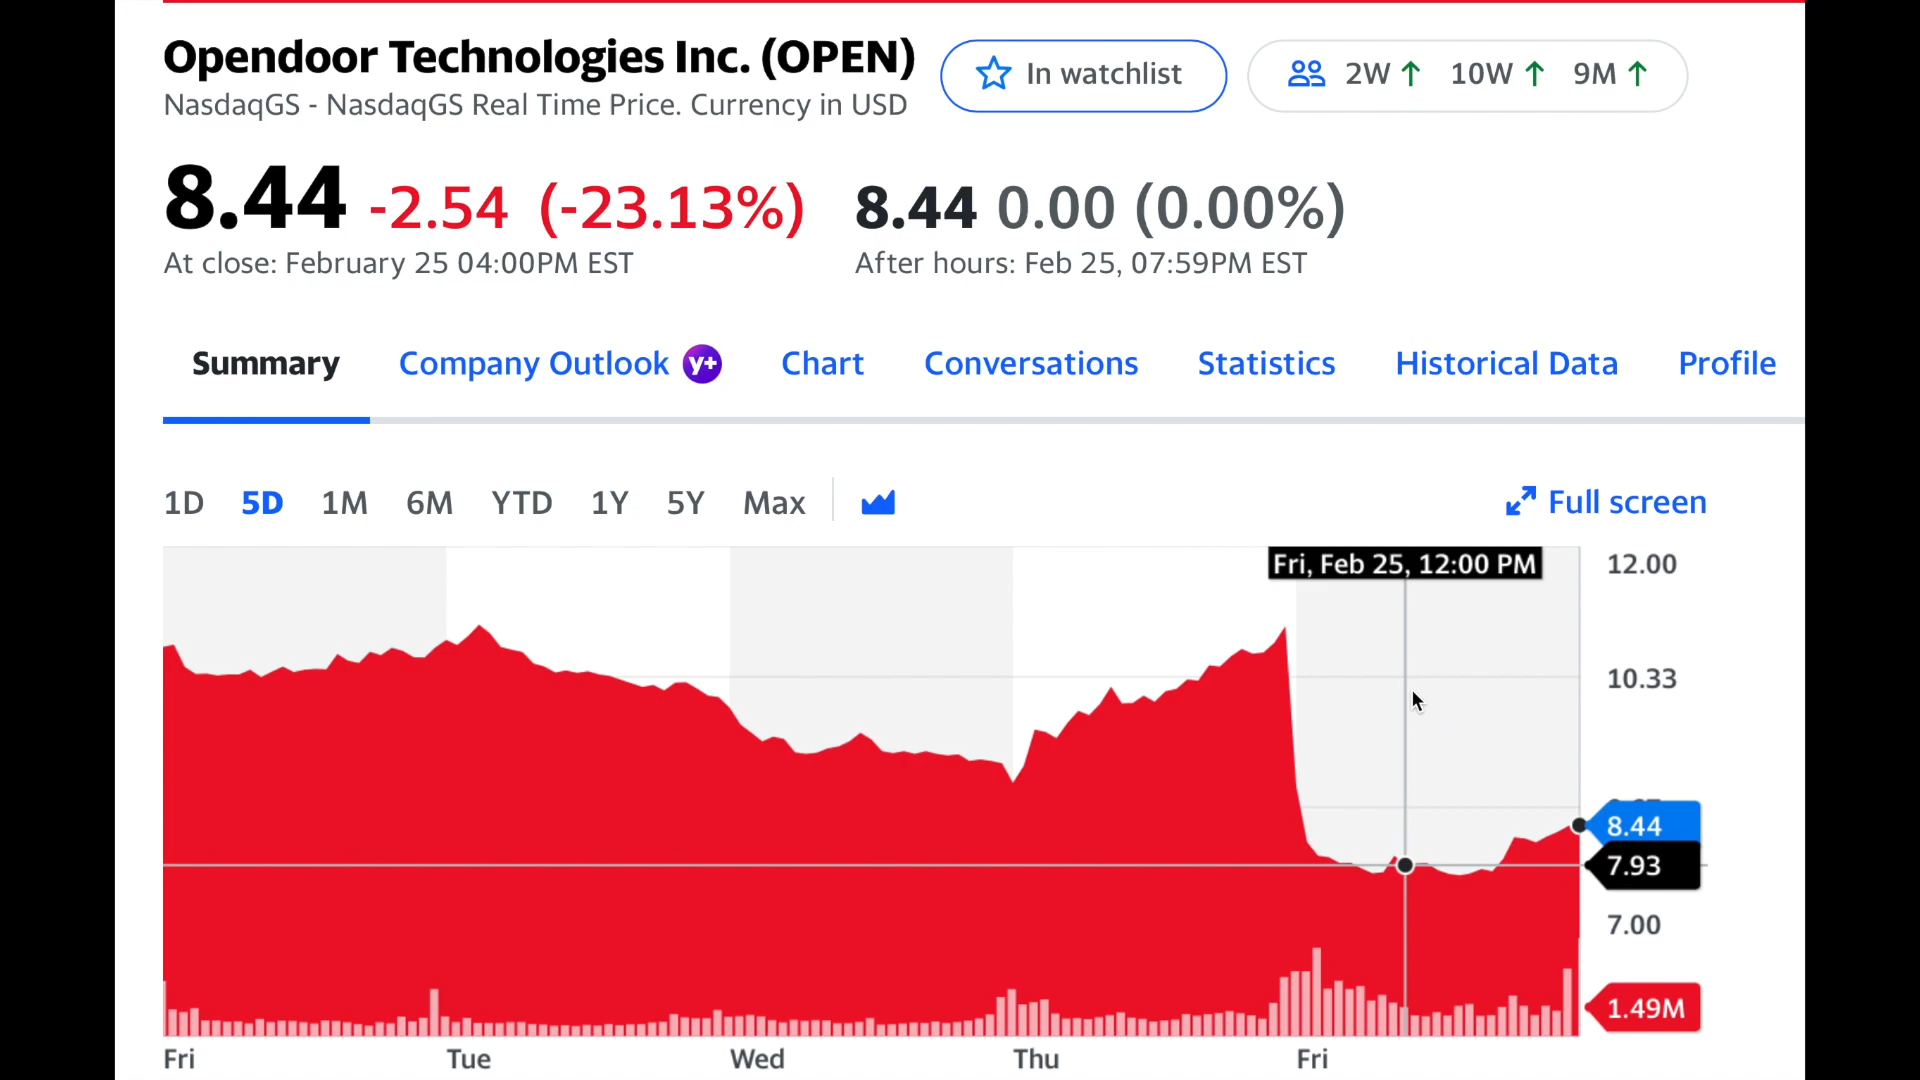 Opendoor Technologies Inc. (OPEN)
NasdaqGS - NasdaqGS Real Time Price. Currency in USD
In watchlist
2W ↑ 10W ↑ 9M ↑
8.44 -2.54 (-23.13%)
At close: February 25 04:00PM EST
8.44 0.00 (0.00%)
After hours: Feb 25, 07:59PM EST
Summary Company Outlook y+ Chart Conversations Statistics Historical Data Profile
1D 5D 1M 6M YTD 1Y 5Y Max
Full screen
Fri, Feb 25, 12:00 PM
12.00
10.33
8.44
7.93
7.00
1.49M
Fri Tue Wed Thu Fri